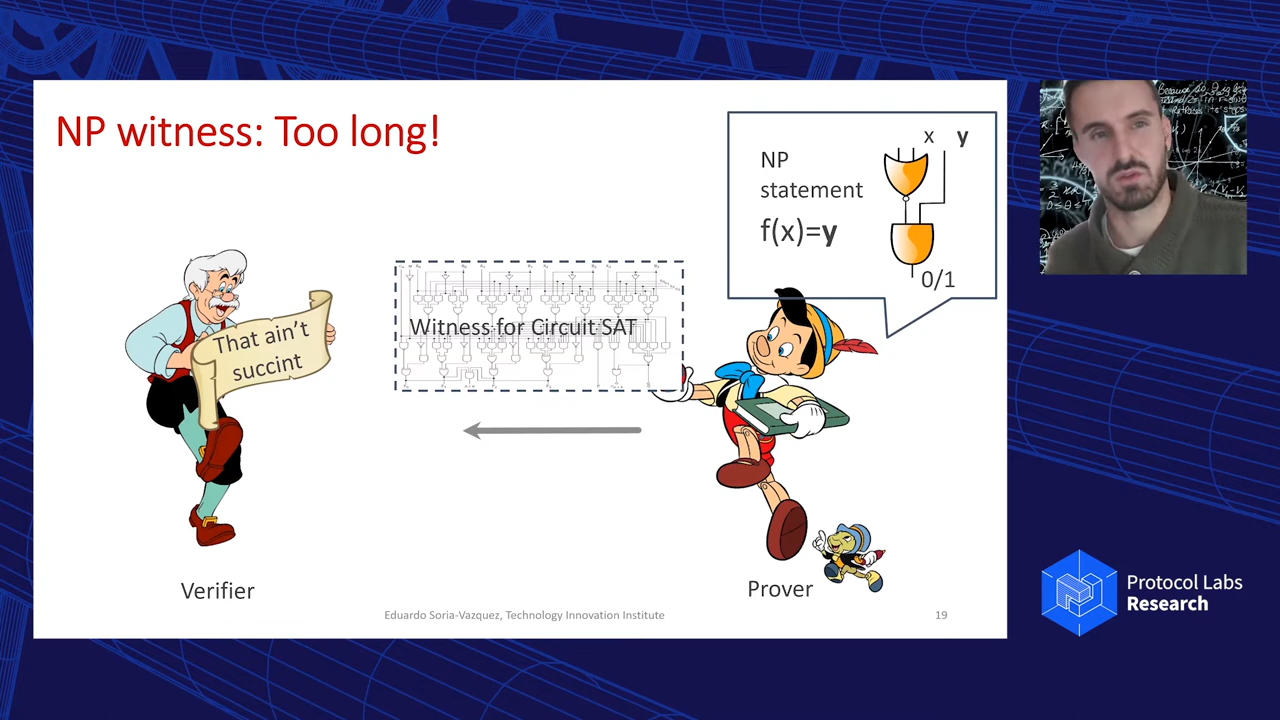 NP witness: Too long!
x y
NP
statement
f(x)=y
0/1
That ain't
succint
Witness for Circuit SAT
Verifier
Prover
Eduardo Soria-Vazquez, Technology Innovation Institute
19
Protocol Labs
Research